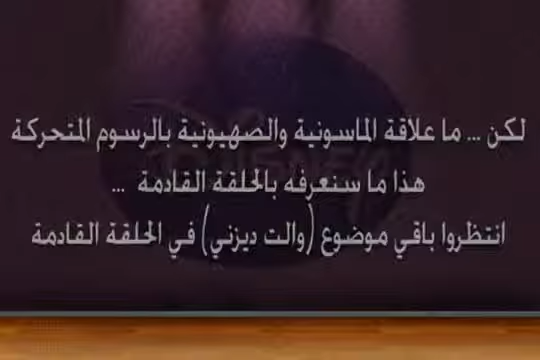 لكن ... ما علاقة الماسونية والصهيونية بالرسوم المتحركة
هذا ما سنعرفه بالحلقة القادمة ...
انتظروا باقي موضوع (والت ديزني) في الحلقة القادمة